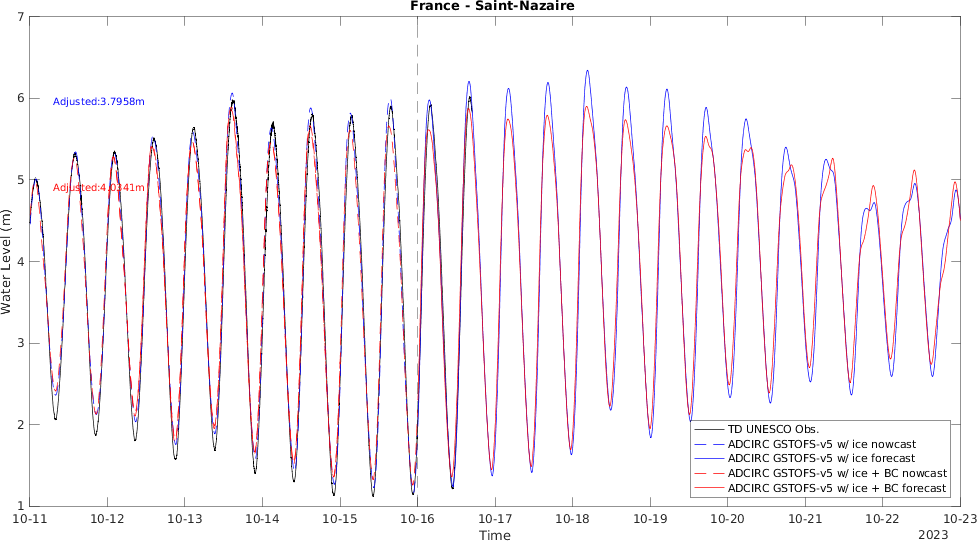 France - Saint-Nazaire
7
6
5
4
3
2
1
Water Level (m)
Adjusted:3.7958m
Adjusted:4.0341m
TD UNESCO Obs.
ADCIRC GSTOFS-v5 w/ ice nowcast
ADCIRC GSTOFS-v5 w/ ice forecast
ADCIRC GSTOFS-v5 w/ ice + BC nowcast
ADCIRC GSTOFS-v5 w/ ice + BC forecast
10-11 10-12 10-13 10-14 10-15 10-16 10-17 10-18 10-19 10-20 10-21 10-22 10-23
Time
2023